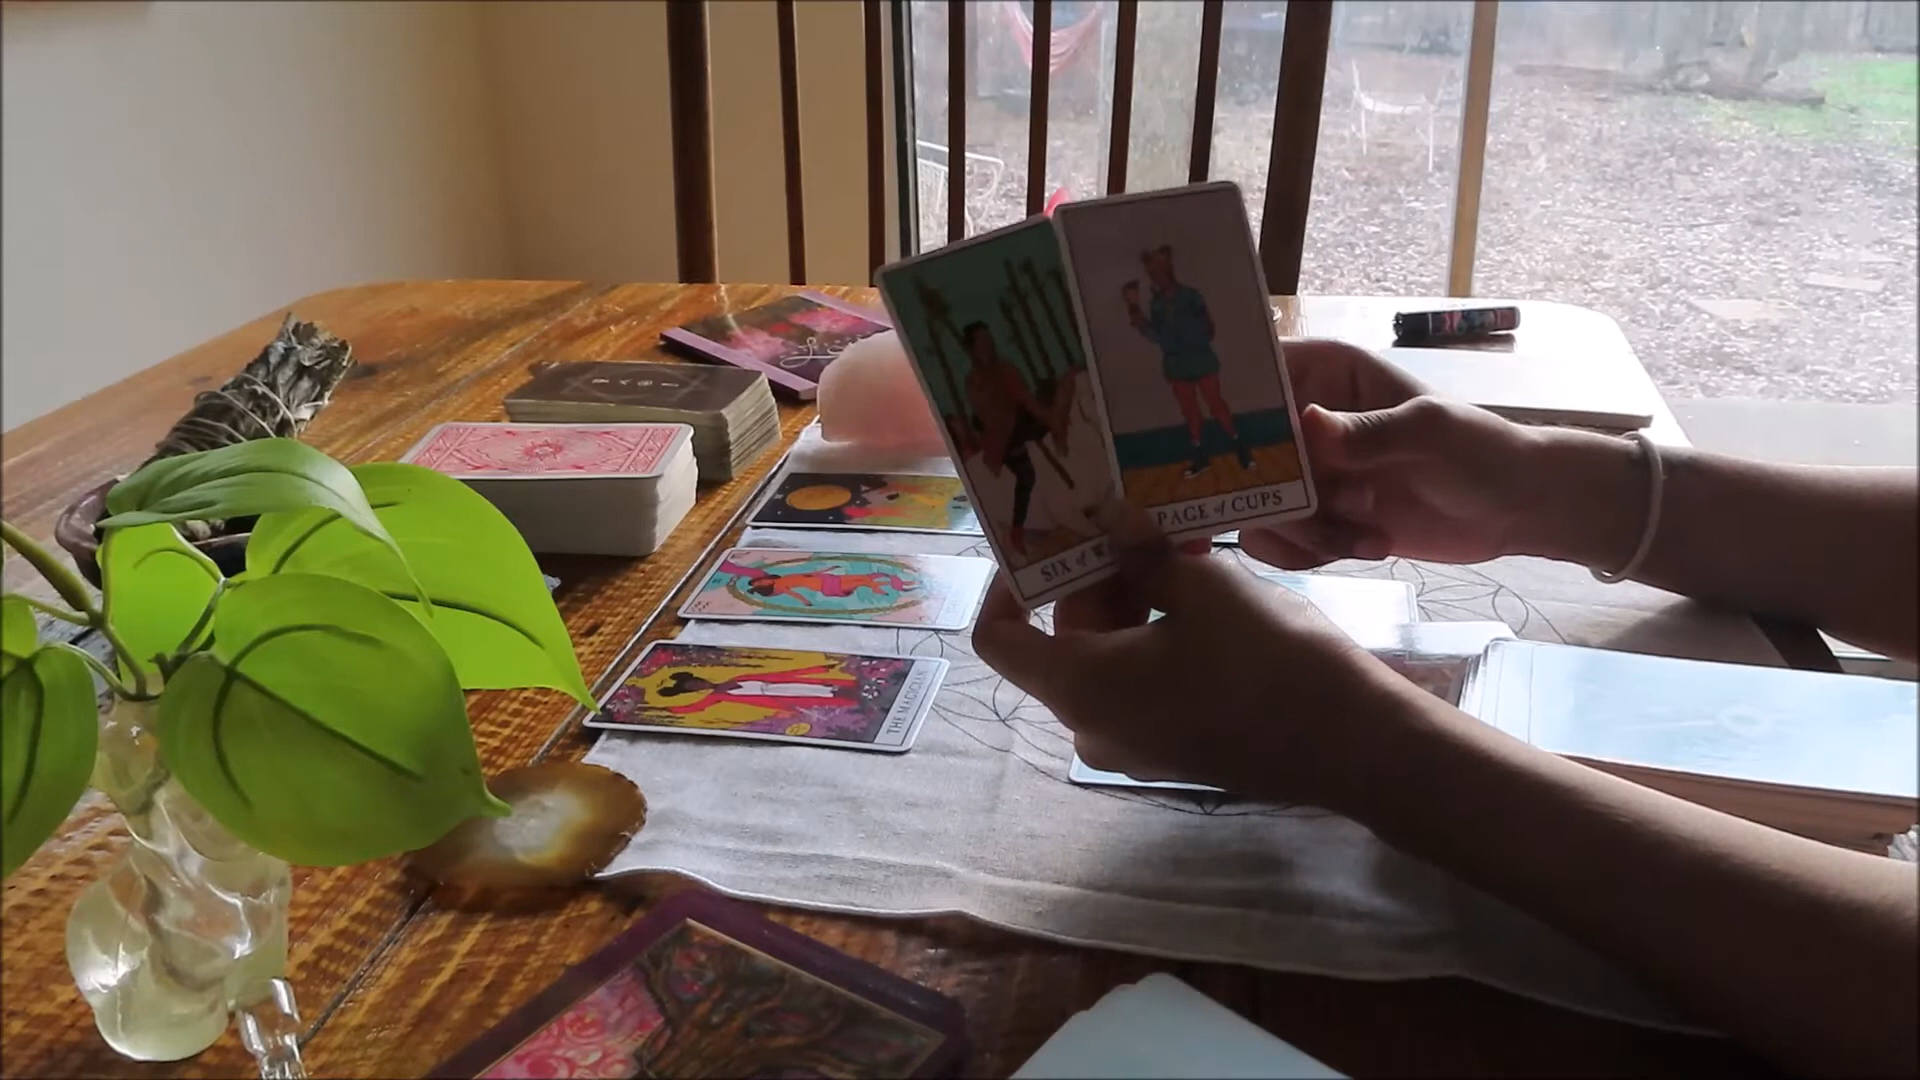 SIX of W
PAGE of CUPS
THE MAGICIAN